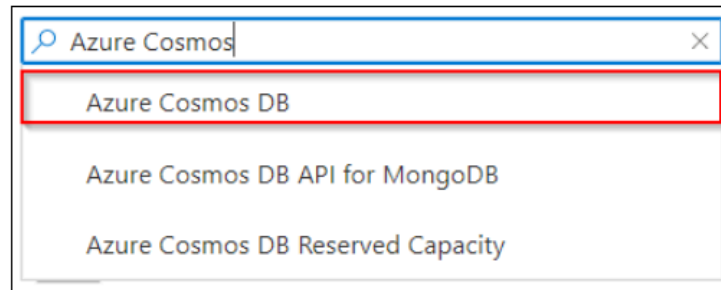 Azure Cosmos
Azure Cosmos DB
Azure Cosmos DB API for MongoDB
Azure Cosmos DB Reserved Capacity